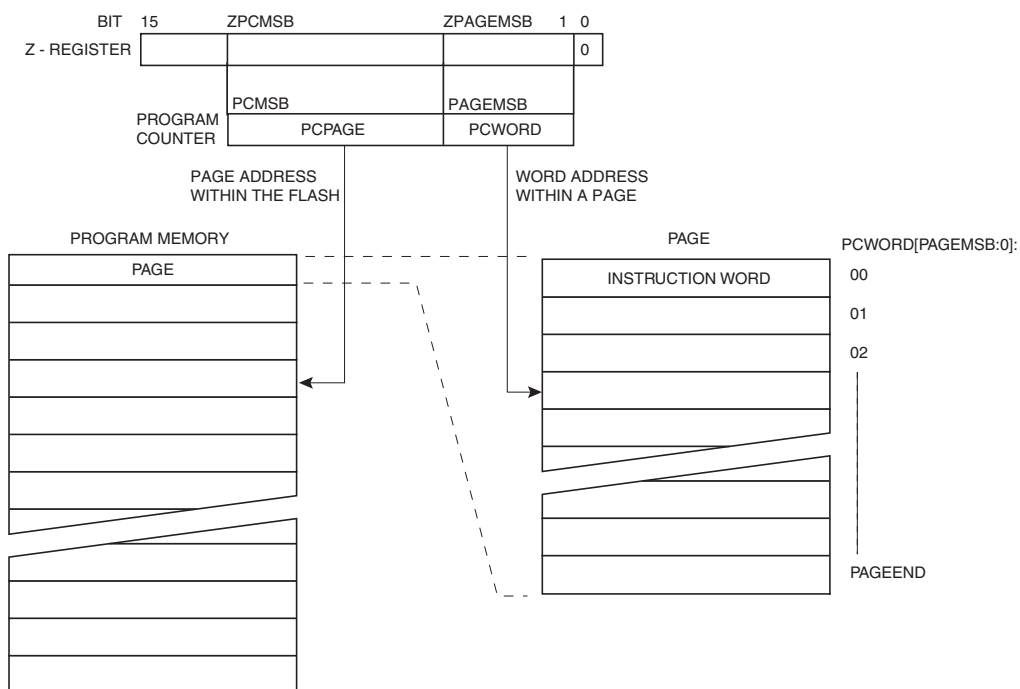 BIT 15 ZPCMSB ZPAGEMSB 1 0
Z - REGISTER 0
PCMSB PAGEMSB
PROGRAM
COUNTER
PCPAGE PCWORD
PAGE ADDRESS
WITHIN THE FLASH
WORD ADDRESS
WITHIN A PAGE
PROGRAM MEMORY
PAGE
PAGE
PCWORD[PAGEMSB:0]:
INSTRUCTION WORD 00
01
02
PAGEEND